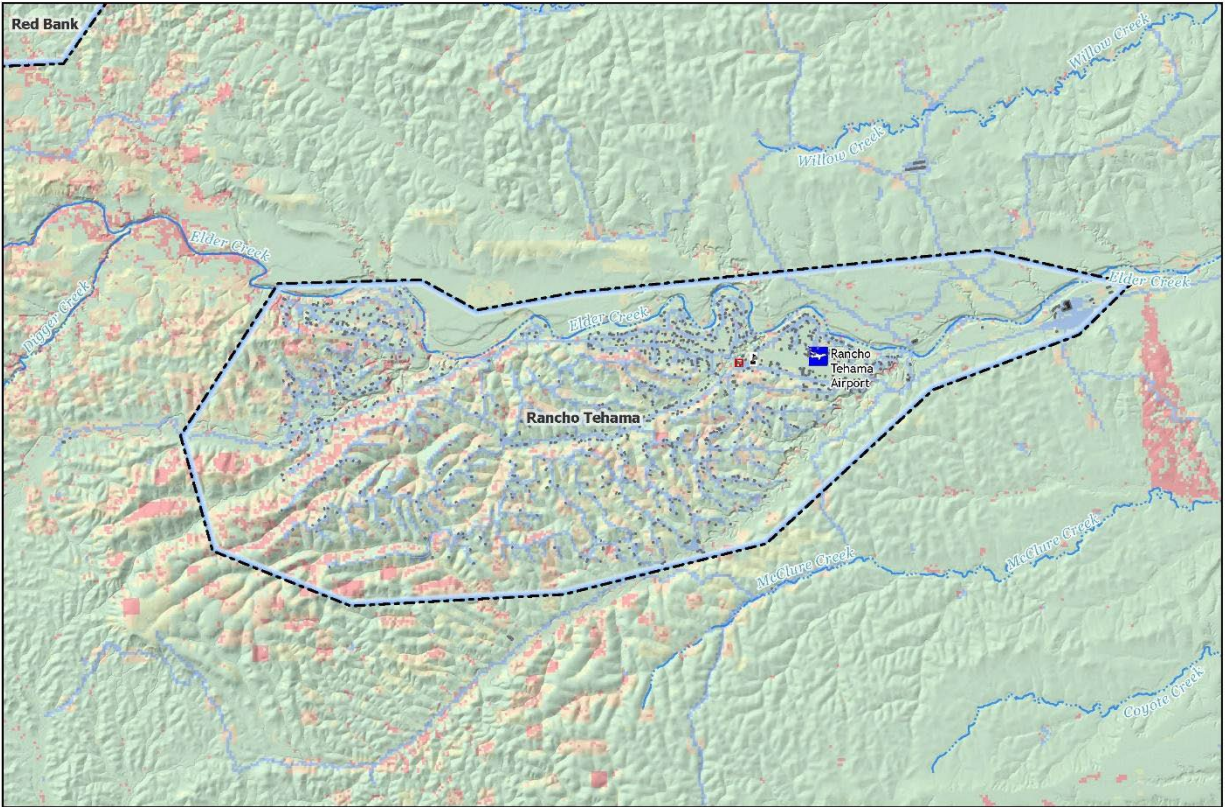 Red Bank
Willow Creek
Willow Creek
Elder Creek
Elder Creek
Digger Creek
Elder Creek
Rancho
Tehama
Airport
Rancho Tehama
McClure Creek
McClure Creek
Coyote Creek